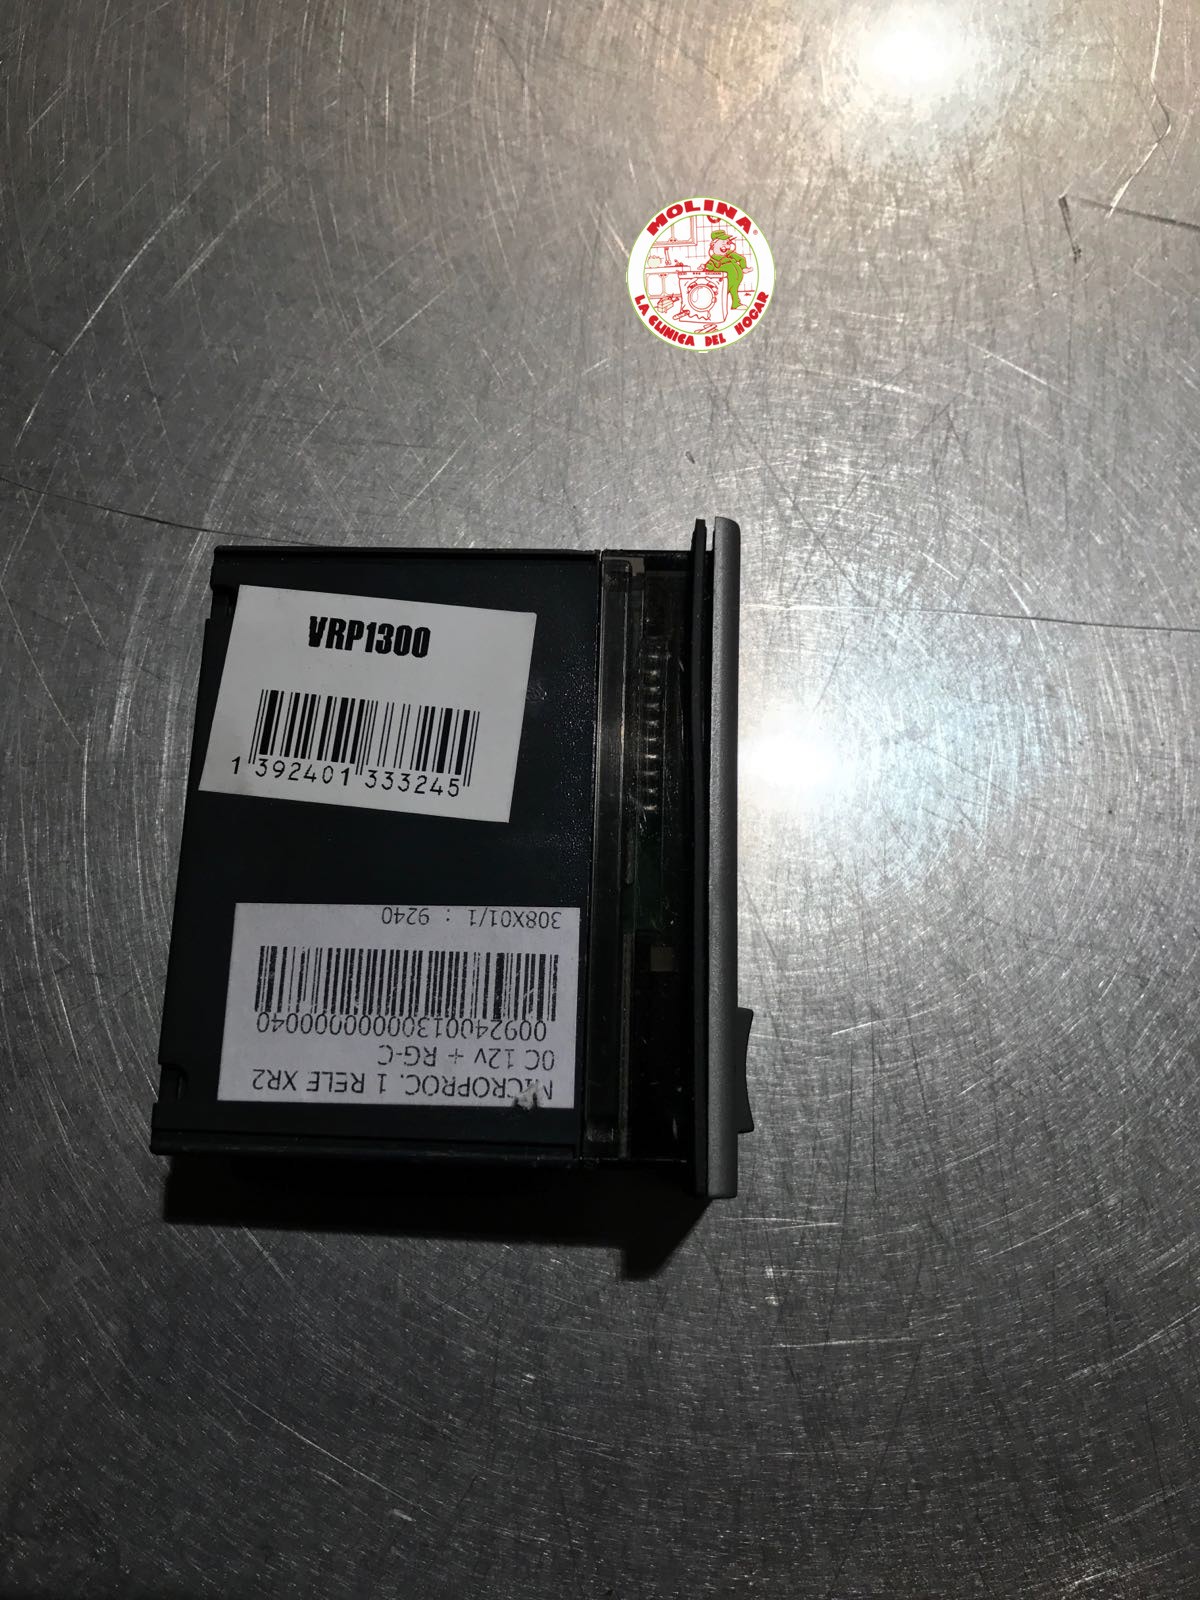 MOLINA®
LA CLINICA DEL HOGAR
VRP1300
1 392401 333245
MICROPROC. 1 RELE XR2
0C 12v + RG-C
00924001300000000040
308X01/1 : 9240